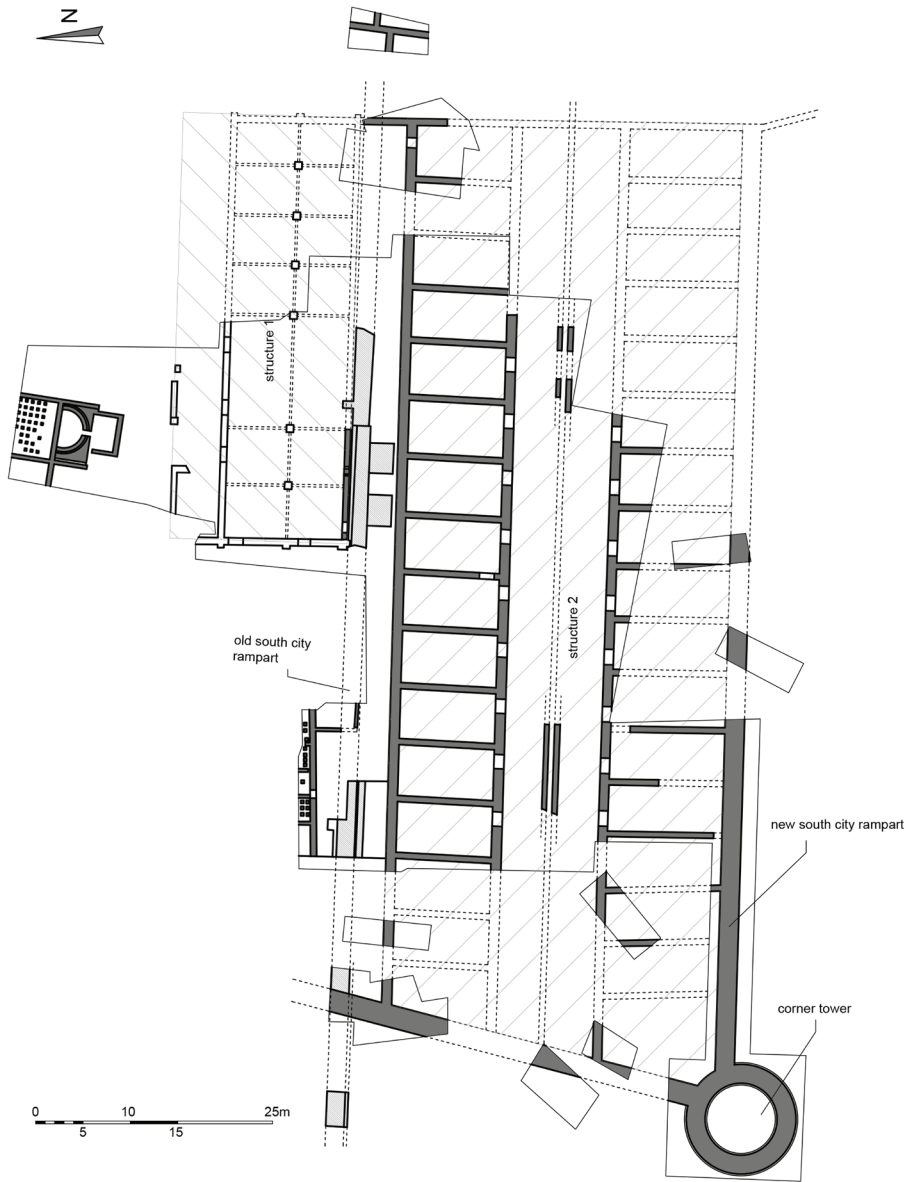 N
structure 1
structure 2
old south city
rampart
new south city rampart
corner tower
0 10 25m
5 15